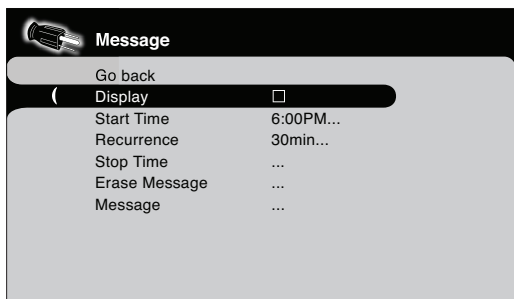 Message
Go back
Display
Start Time 6:00PM...
Recurrence 30min...
Stop Time ...
Erase Message ...
Message ...